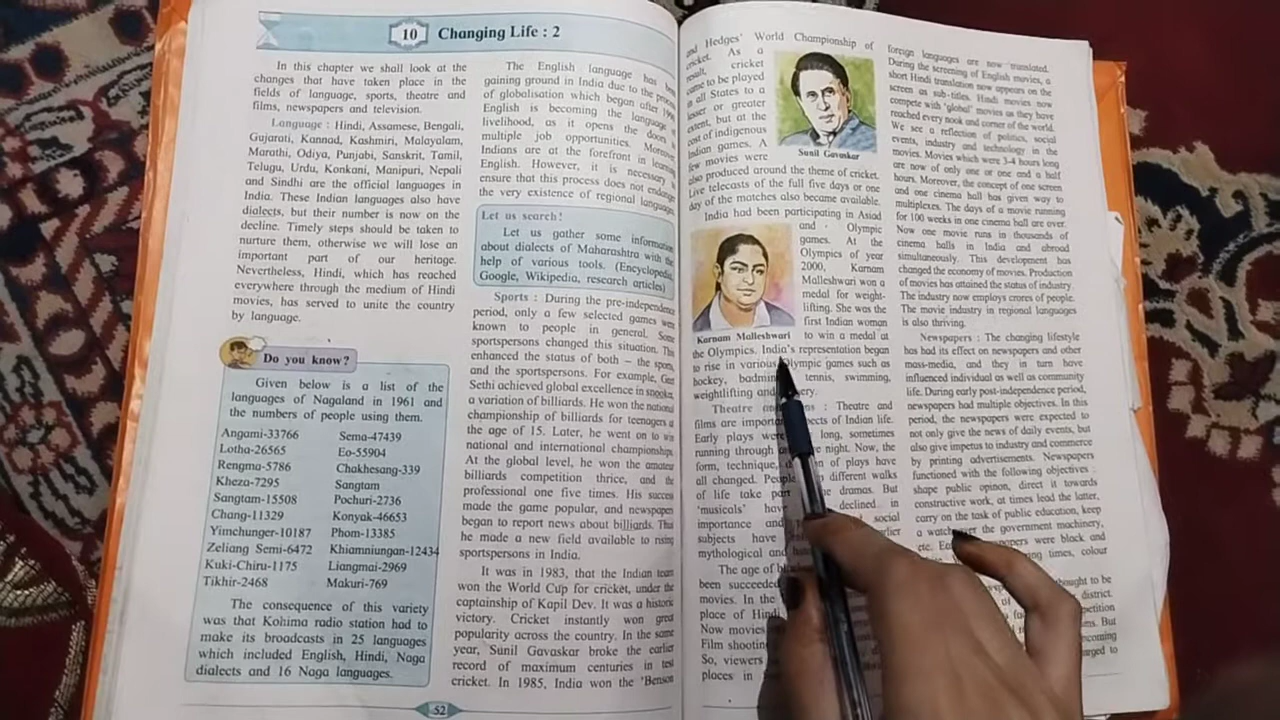 10 Changing Life : 2
In this chapter we shall look at the
changes that have taken place in the
fields of language, sports, theatre and
films, newspapers and television.
Language : Hindi, Assamese, Bengali,
Gujarati, Kannad, Kashmiri, Malayalam,
Marathi, Odiya, Punjabi, Sanskrit, Tamil,
Telugu, Urdu, Konkani, Manipuri, Nepali
and Sindhi are the official languages in
India. These Indian languages also have
dialects, but their number is now on the
decline. Timely steps should be taken to
nurture them, otherwise we will lose an
important part of our heritage.
Nevertheless, Hindi, which has reached
everywhere through the medium of Hindi
movies, has served to unite the country
by language.
Do you know?
Given below is a list of the
languages of Nagaland in 1961 and
the numbers of people using them.
Angami-33766 Sema-47439
Lotha-26565 Eo-55904
Rengma-5786 Chakhesang-339
Kheza-7295 Sangtam
Sangtam-15508 Pochuri-2736
Chang-11329 Konyak-46653
Yimchunger-10187 Phom-13385
Zeliang Semi-6472 Khiamniungan-12434
Kuki-Chiru-1175 Liangmai-2969
Tikhir-2468 Makuri-769
The consequence of this variety
was that Kohima radio station had to
make its broadcasts in 25 languages
which included English, Hindi, Naga
dialects and 16 Naga languages.
The English language has been
gaining ground in India due to the process
of globalisation which began after 1990
English is becoming the language of
livelihood, as it opens the doors to
multiple job opportunities. Moreover
Indians are at the forefront in learning
English. However, it is necessary to
ensure that this process does not endanger
the very existence of regional languages.
Let us search!
Let us gather some information
about dialects of Maharashtra with the
help of various tools. (Encyclopedia,
Google, Wikipedia, research articles)
Sports : During the pre-independence
period, only a few selected games were
known to people in general. Some
sportspersons changed this situation. This
enhanced the status of both – the sports
and the sportspersons. For example, Geet
Sethi achieved global excellence in snooker,
a variation of billiards. He won the national
championship of billiards for teenagers at
the age of 15. Later, he went on to win
national and international championships.
At the global level, he won the amateur
billiards competition thrice, and the
professional one five times. His success
made the game popular, and newspapers
began to report news about billiards. Thus
he made a new field available to rising
sportspersons in India.
It was in 1983, that the Indian team
won the World Cup for cricket, under the
captainship of Kapil Dev. It was a historic
victory. Cricket instantly won great
popularity across the country. In the same
year, Sunil Gavaskar broke the earlier
record of maximum centuries in test
cricket. In 1985, India won the 'Benson
52
and Hedges' World Championship of
cricket. As a
result, cricket
came to be played
in all States to a
lesser or greater
extent, but at the
cost of indigenous
Indian games. A
few movies were
Sunil Gavaskar
also produced around the theme of cricket.
Live telecasts of the full five days or one
day of the matches also became available.
India had been participating in Asiad
and Olympic
games. At the
Olympics of year
2000, Karnam
Malleshwari won a
medal for weight-
lifting. She was the
first Indian woman
Karnam Malleshwari
to win a medal at
the Olympics. India's representation began
to rise in various Olympic games such as
hockey, tennis, swimming,
weightlifting and
Theatre : Theatre and
films are important of Indian life.
Early plays were long, sometimes
running through night. Now, the
form, technique, of plays have
all changed. People different walks
of life take part dramas. But
'musicals' have declined in
importance and social
subjects have
mythological and
The age of
been succeeded
movies. In the
place of Hindi
Now movies
Film shooting
So, viewers
places in
foreign languages are now translated.
During the screening of English movies, a
short Hindi translation now appears on the
screen as sub-titles. Hindi movies now
compete with 'global' movies as they have
reached every nook and corner of the world.
We see a reflection of politics, social
events, industry and technology in the
movies. Movies which were 3-4 hours long
are now of only one or one and a half
hours. Moreover, the concept of one screen
and one cinema hall has given way to
multiplexes. The days of a movie running
for 100 weeks in one cinema hall are over.
Now one movie runs in thousands of
cinema halls in India and abroad
simultaneously. This development has
changed the economy of movies. Production
of movies has attained the status of industry.
The industry now employs crores of people.
The movie industry in regional languages
is also thriving.
Newspapers : The changing lifestyle
has had its effect on newspapers and other
mass-media, and they in turn have
influenced individual as well as community
life. During early post-independence period,
newspapers had multiple objectives. In this
period, the newspapers were expected to
not only give the news of daily events, but
also give impetus to industry and commerce
by printing advertisements. Newspapers
functioned with the following objectives :
shape public opinon, direct it towards
constructive work, at times lead the latter,
carry on the task of public education, keep
a watch over the government machinery,
etc. were black and
times, colour
thought to be
district.
But